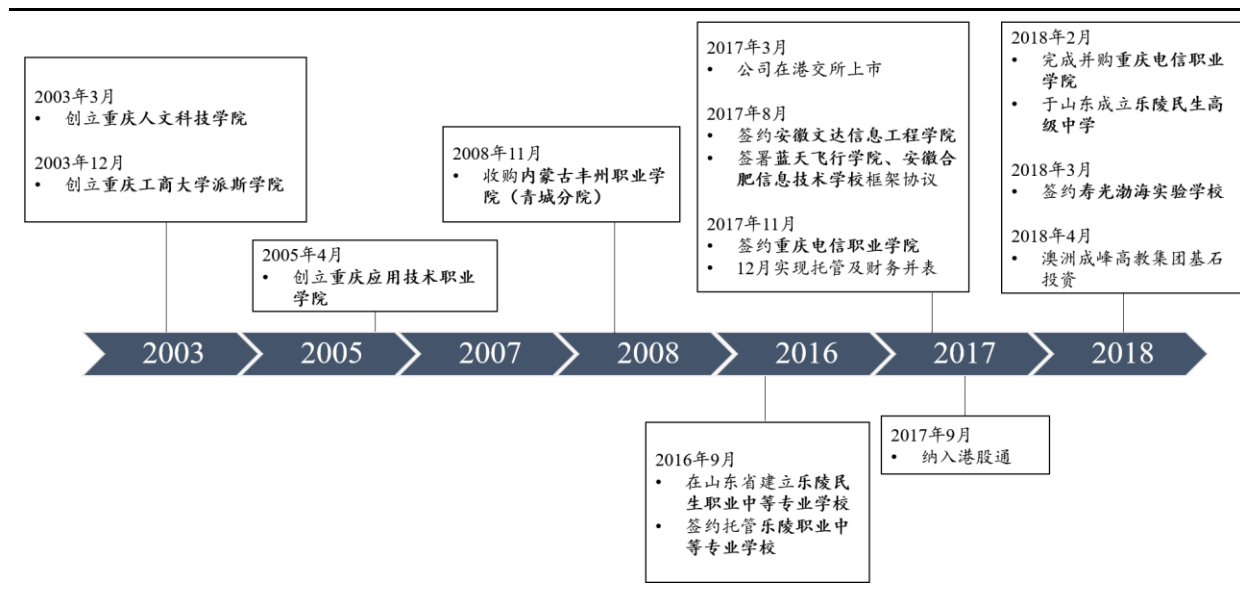 2003年3月
• 创立重庆人文科技学院
2003年12月
• 创立重庆工商大学派斯学院
2005年4月
• 创立重庆应用技术职业
学院
2008年11月
• 收购内蒙古丰州职业学
院（青城分院）
2017年3月
• 公司在港交所上市
2017年8月
• 签约安徽文达信息工程学院
• 签署蓝天飞行学院、安徽合
肥信息技术学校框架协议
2017年11月
• 签约重庆电信职业学院
• 12月实现托管及财务并表
2018年2月
• 完成并购重庆电信职业
学院
• 于山东成立乐陵民生高
级中学
2018年3月
• 签约寿光渤海实验学校
2018年4月
• 澳洲成峰高教集团基石
投资
2003
2005
2007
2008
2016
2017
2018
2016年9月
• 在山东省建立乐陵民
生职业中等专业学校
• 签约托管乐陵职业中
等专业学校
2017年9月
• 纳入港股通